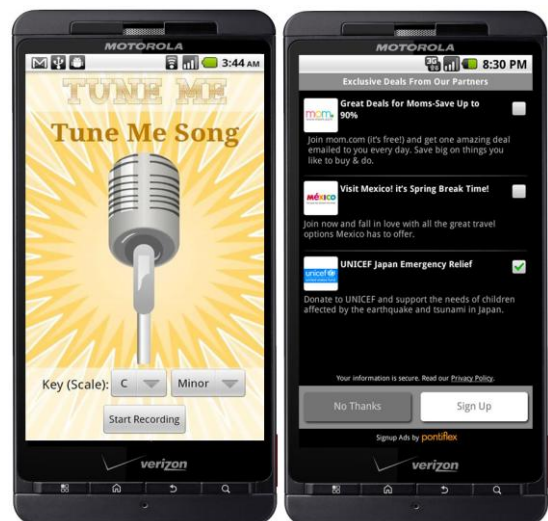 MOTOROLA
3:44 AM
TUNE ME
Tune Me Song
Key (Scale): C Minor
Start Recording
verizon
MOTOROLA
3G
8:30 PM
Exclusive Deals From Our Partners
mom.
Great Deals for Moms-Save Up to
90%
Join mom.com (it's free!) and get one amazing deal
emailed to you every day. Save big on things you
like to buy & do.
méxico
Visit Mexico! it's Spring Break Time!
Join now and fall in love with all the great travel
options Mexico has to offer.
unicef
UNICEF Japan Emergency Relief
Donate to UNICEF and support the needs of children
affected by the earthquake and tsunami in Japan.
Your information is secure. Read our Privacy Policy.
No Thanks Sign Up
Signup Ads by pontiflex
verizon